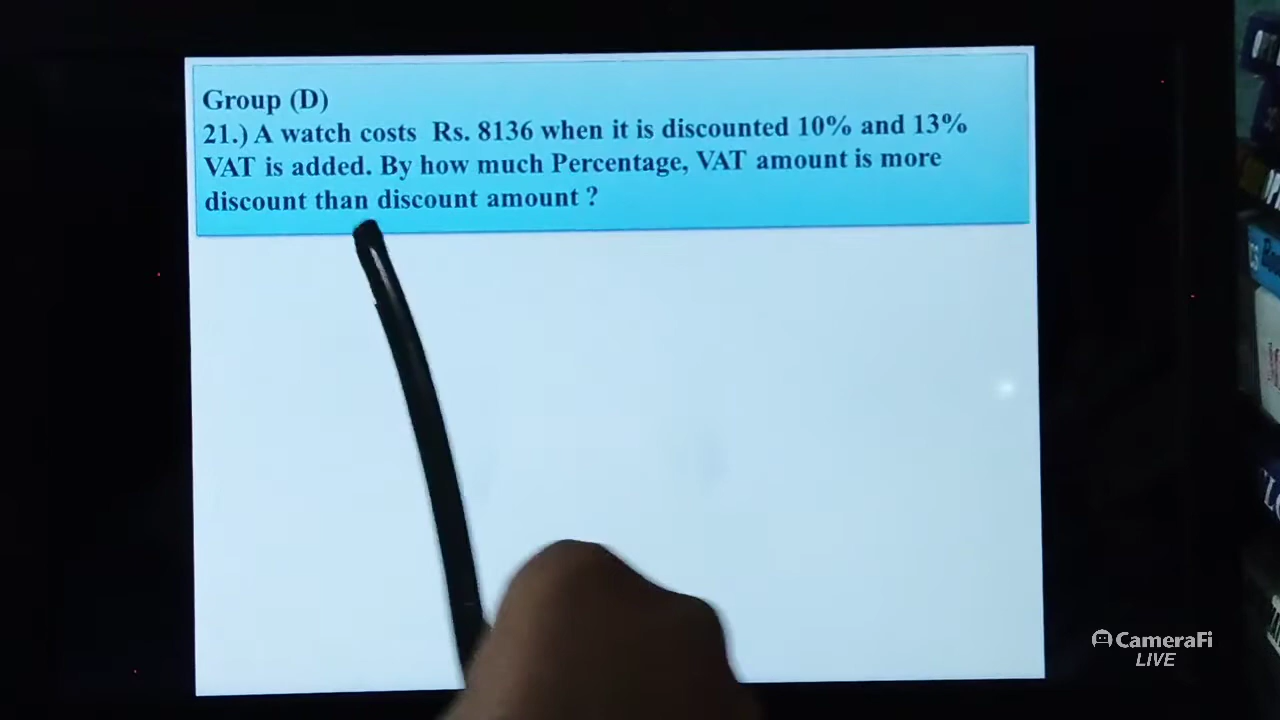 Group (D)
21.) A watch costs Rs. 8136 when it is discounted 10% and 13%
VAT is added. By how much Percentage, VAT amount is more
discount than discount amount ?
CameraFi
LIVE